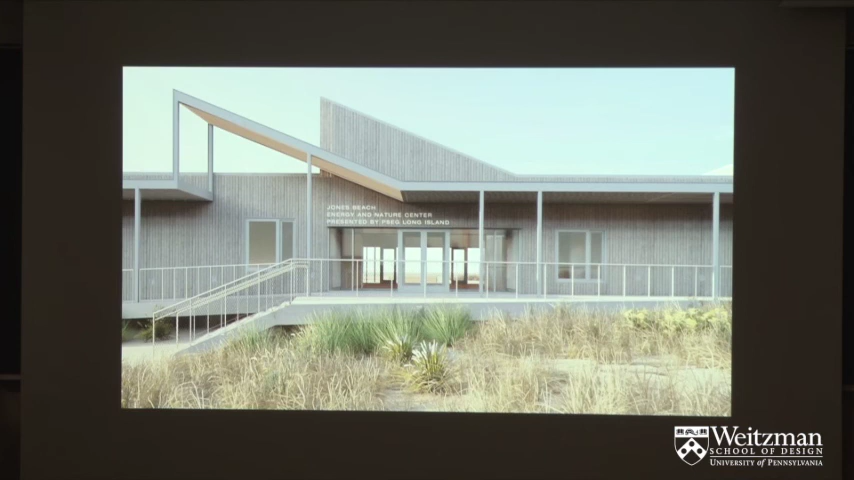 JONES BEACH
ENERGY AND NATURE CENTER
PRESENTED BY PSEG LONG ISLAND
Weitzman
SCHOOL OF DESIGN
UNIVERSITY of PENNSYLVANIA